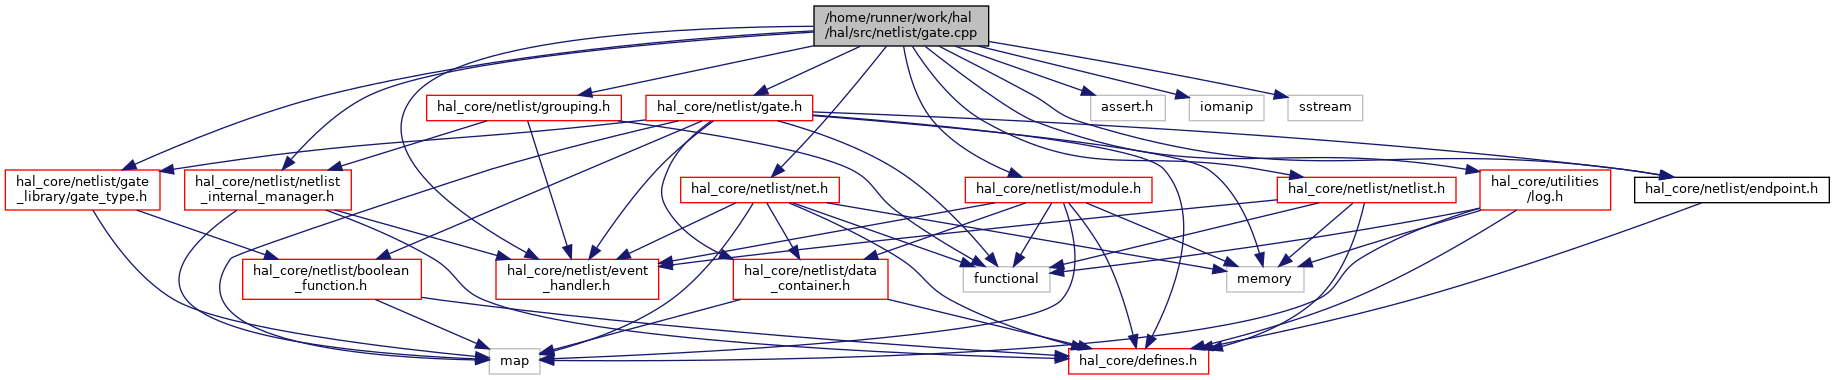 /home/runner/work/hal
/hal/src/netlist/gate.cpp
hal_core/netlist/grouping.h
hal_core/netlist/gate.h
assert.h
iomanip
sstream
hal_core/netlist/gate
_library/gate_type.h
hal_core/netlist/netlist
_internal_manager.h
hal_core/netlist/net.h
hal_core/netlist/module.h
hal_core/netlist/netlist.h
hal_core/utilities
/log.h
hal_core/netlist/endpoint.h
hal_core/netlist/boolean
_function.h
hal_core/netlist/event
_handler.h
hal_core/netlist/data
_container.h
functional
memory
map
hal_core/defines.h